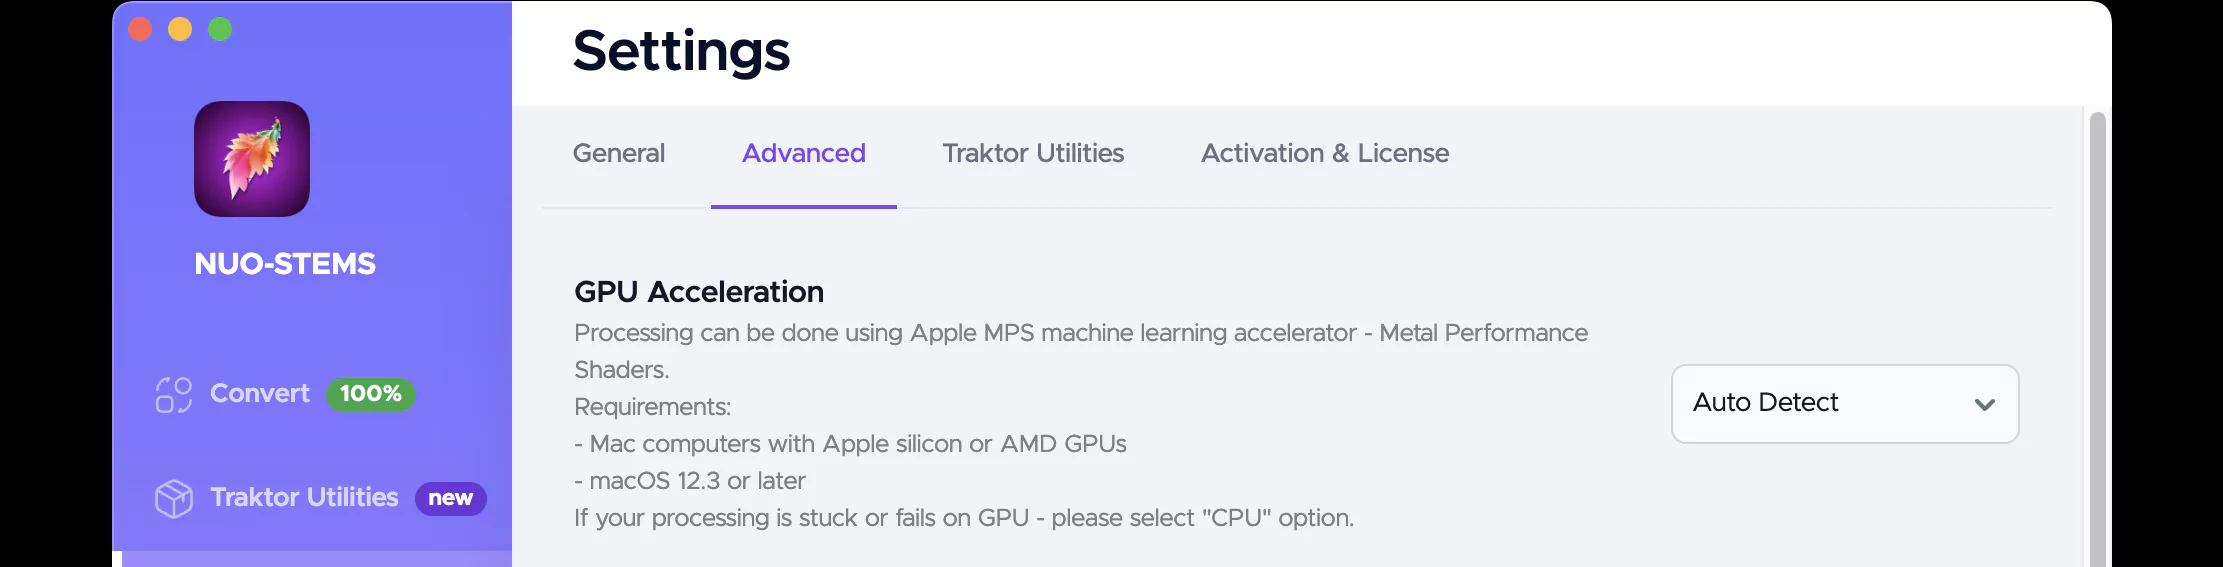 Settings
NUO-STEMS
Convert 100%
Traktor Utilities new
General Advanced Traktor Utilities Activation & License
GPU Acceleration
Processing can be done using Apple MPS machine learning accelerator - Metal Performance
Shaders.
Requirements:
- Mac computers with Apple silicon or AMD GPUs
- macOS 12.3 or later
If your processing is stuck or fails on GPU - please select "CPU" option.
Auto Detect